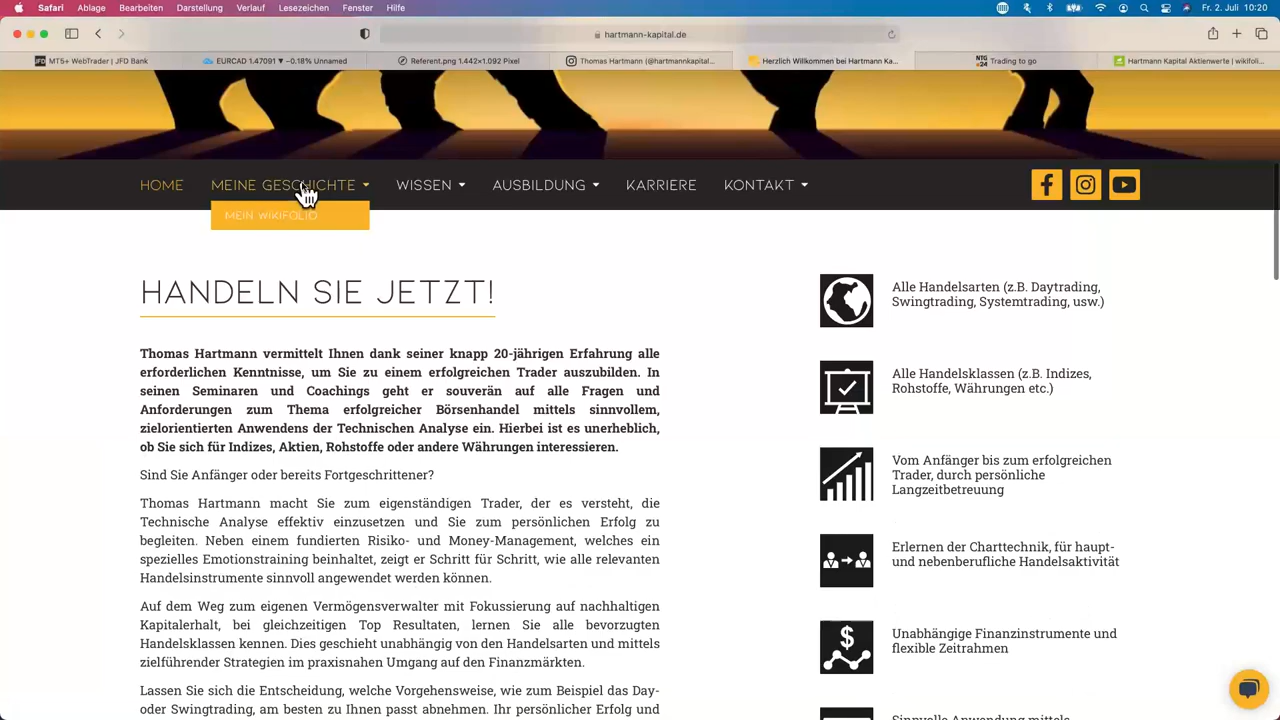 Safari Ablage Bearbeiten Darstellung Verlauf Lesezeichen Fenster Hilfe
Fr. 2. Juli 10:20
hartmann-kapital.de
MT5+ WebTrader | JFD Bank
EURCAD 1.47091 ▼ −0.18% Unnamed
Referent.png 1.442×1.092 Pixel
Thomas Hartmann (@hartmannkapital...
Herzlich Willkommen bei Hartmann Ka...
Trading to go
Hartmann Kapital Aktienwerte | wikifoli...
HOME MEINE GESCHICHTE WISSEN AUSBILDUNG KARRIERE KONTAKT
MEIN WIKIFOLIO
HANDELN SIE JETZT!
Thomas Hartmann vermittelt Ihnen dank seiner knapp 20-jährigen Erfahrung alle
erforderlichen Kenntnisse, um Sie zu einem erfolgreichen Trader auszubilden. In
seinen Seminaren und Coachings geht er souverän auf alle Fragen und
Anforderungen zum Thema erfolgreicher Börsenhandel mittels sinnvollem,
zielorientierten Anwendens der Technischen Analyse ein. Hierbei ist es unerheblich,
ob Sie sich für Indizes, Aktien, Rohstoffe oder andere Währungen interessieren.
Sind Sie Anfänger oder bereits Fortgeschrittener?
Thomas Hartmann macht Sie zum eigenständigen Trader, der es versteht, die
Technische Analyse effektiv einzusetzen und Sie zum persönlichen Erfolg zu
begleiten. Neben einem fundierten Risiko- und Money-Management, welches ein
spezielles Emotionstraining beinhaltet, zeigt er Schritt für Schritt, wie alle relevanten
Handelsinstrumente sinnvoll angewendet werden können.
Auf dem Weg zum eigenen Vermögensverwalter mit Fokussierung auf nachhaltigen
Kapitalerhalt, bei gleichzeitigen Top Resultaten, lernen Sie alle bevorzugten
Handelsklassen kennen. Dies geschieht unabhängig von den Handelsarten und mittels
zielführender Strategien im praxisnahen Umgang auf den Finanzmärkten.
Lassen Sie sich die Entscheidung, welche Vorgehensweise, wie zum Beispiel das Day-
oder Swingtrading, am besten zu Ihnen passt abnehmen. Ihr persönlicher Erfolg und
Alle Handelsarten (z.B. Daytrading,
Swingtrading, Systemtrading, usw.)
Alle Handelsklassen (z.B. Indizes,
Rohstoffe, Währungen etc.)
Vom Anfänger bis zum erfolgreichen
Trader, durch persönliche
Langzeitbetreuung
Erlernen der Charttechnik, für haupt-
und nebenberufliche Handelsaktivität
Unabhängige Finanzinstrumente und
flexible Zeitrahmen
Sinnvolle Anwendung mittels